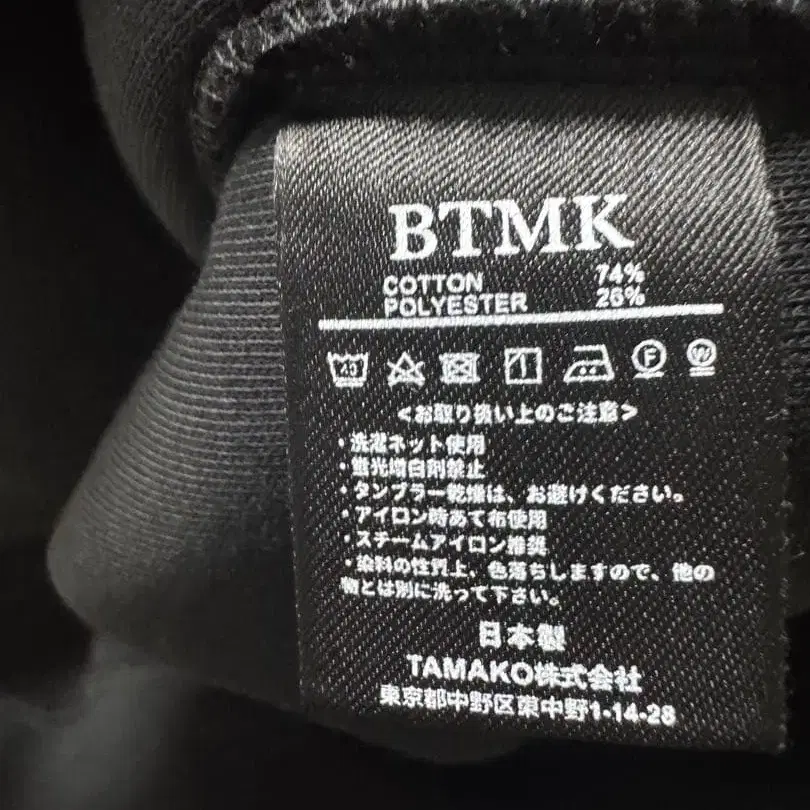 BTMK
COTTON 74%
POLYESTER 26%
40 F W
<お取り扱い上のご注意>
・洗濯ネット使用
・蛍光増白剤禁止
・タンブラー乾燥は、お避けください。
・アイロン時あて布使用
・スチームアイロン推奨
・染料の性質上、色落ちしますので、他の
物とは別に洗って下さい。
日本製
TAMAKO株式会社
東京都中野区東中野1-14-28